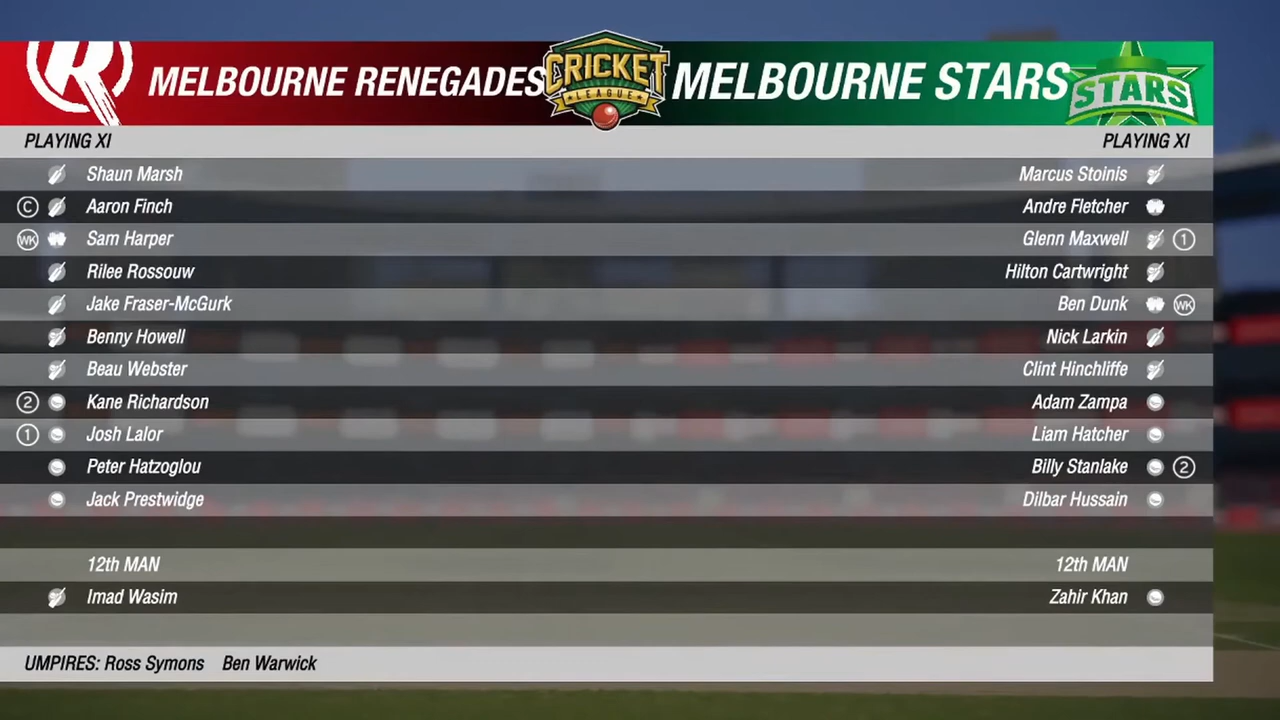 R MELBOURNE RENEGADES CRICKET LEAGUE MELBOURNE STARS STARS
PLAYING XI PLAYING XI
Shaun Marsh Marcus Stoinis
C Aaron Finch Andre Fletcher
WK Sam Harper Glenn Maxwell 1
Rilee Rossouw Hilton Cartwright
Jake Fraser-McGurk Ben Dunk WK
Benny Howell Nick Larkin
Beau Webster Clint Hinchliffe
2 Kane Richardson Adam Zampa
1 Josh Lalor Liam Hatcher
Peter Hatzoglou Billy Stanlake 2
Jack Prestwidge Dilbar Hussain
12th MAN 12th MAN
Imad Wasim Zahir Khan
UMPIRES: Ross Symons Ben Warwick